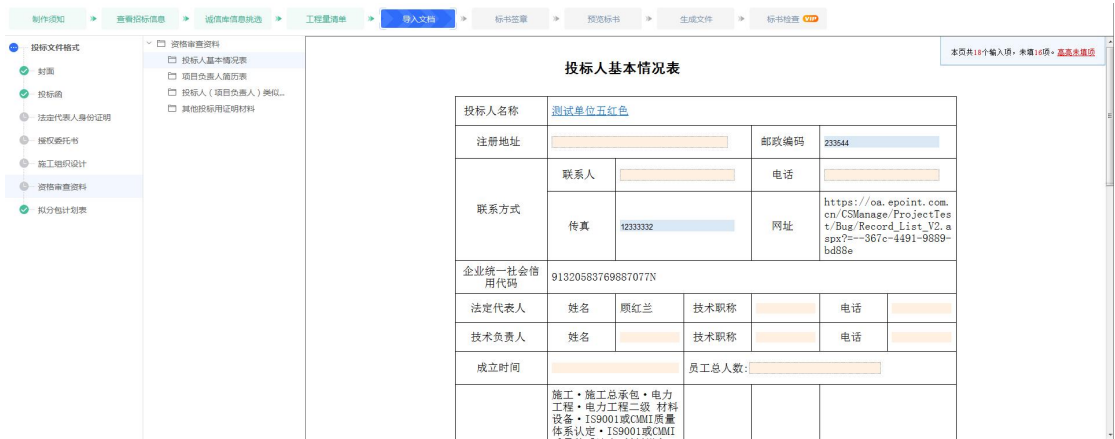 制作须知 查看招标信息 诚信库信息挑选 工程量清单 导入文档 标书签章 预览标书 生成文件 标书检查 VIP
投标文件格式
封面
投标函
法定代表人身份证明
授权委托书
施工组织设计
资格审查资料
拟分包计划表
资格审查资料
投标人基本情况表
项目负责人简历表
投标人（项目负责人）类似...
其他投标用证明材料
本页共18个输入项，未填16项。高亮未填项
投标人基本情况表
投标人名称 测试单位五红色
注册地址 邮政编码 233544
联系方式 联系人 电话
传真 12333332 网址
https://oa.epoint.com.
cn/CSManage/ProjectTes
t/Bug/Record_List_V2.a
spx?=--367c-4491-9889-
bd88e
企业统一社会信
用代码
91320583769887077N
法定代表人 姓名 顾红兰 技术职称 电话
技术负责人 姓名 技术职称 电话
成立时间 员工总人数:
施工·施工总承包·电力
工程·电力工程二级 材料
设备·IS9001或CMMI质量
体系认定·IS9001或CMMI